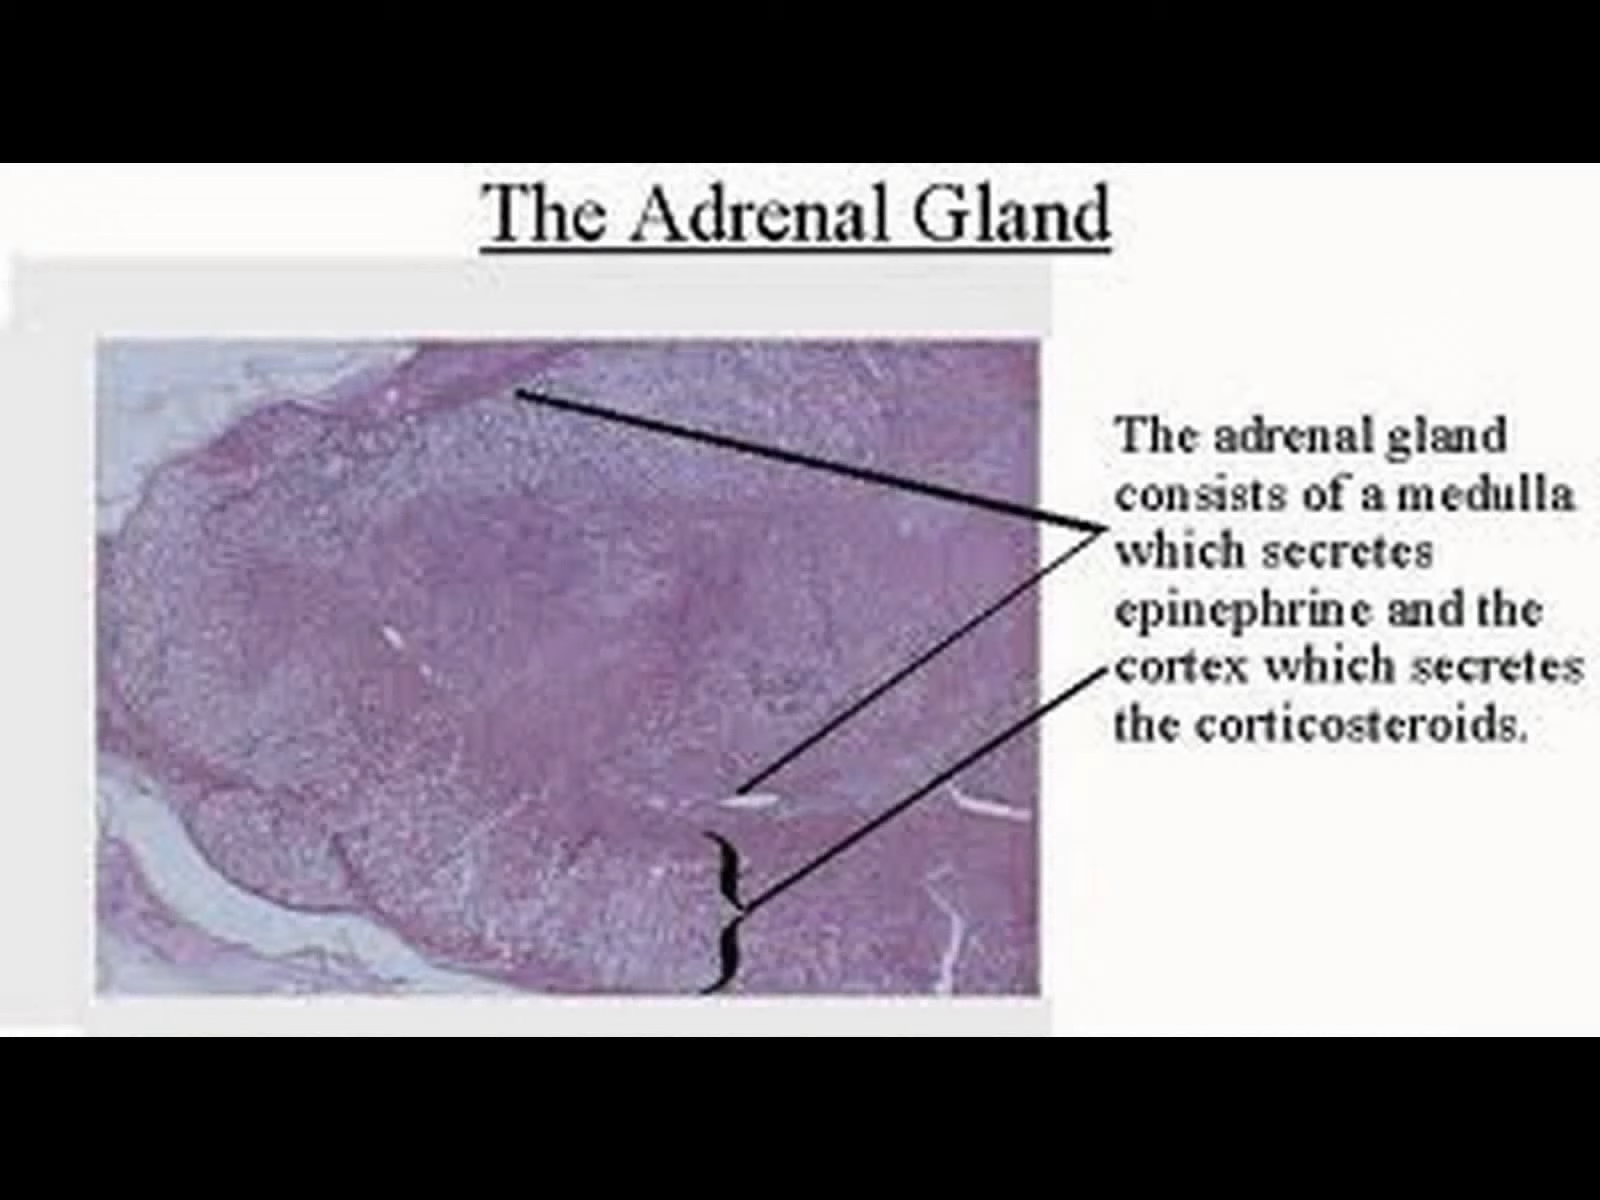 The Adrenal Gland
The adrenal gland
consists of a medulla
which secretes
epinephrine and the
cortex which secretes
the corticosteroids.